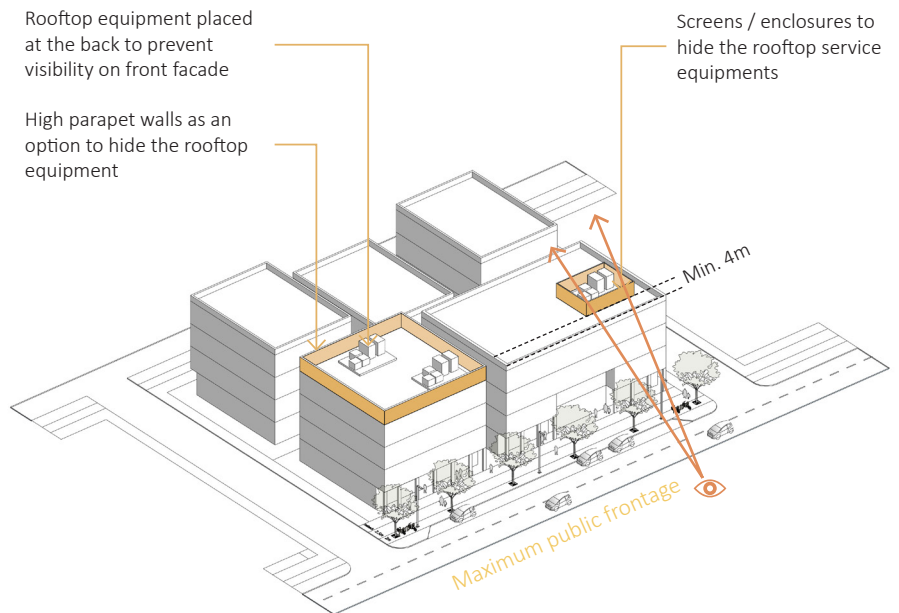 Rooftop equipment placed
at the back to prevent
visibility on front facade
High parapet walls as an
option to hide the rooftop
equipment
Screens / enclosures to
hide the rooftop service
equipments
Min. 4m
Maximum public frontage